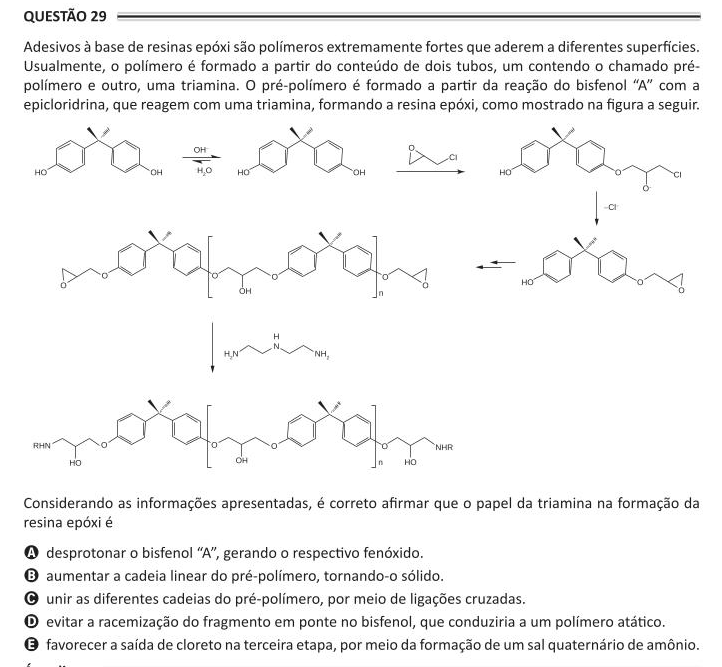 QUESTÃO 29
Adesivos à base de resinas epóxi são polímeros extremamente fortes que aderem a diferentes superfícies.
Usualmente, o polímero é formado a partir do conteúdo de dois tubos, um contendo o chamado pré-
polímero e outro, uma triamina. O pré-polímero é formado a partir da reação do bisfenol “A” com a
epicloridrina, que reagem com uma triamina, formando a resina epóxi, como mostrado na figura a seguir.
HO OH OH⁻ H₂O HO OH O Cl HO O O⁻ Cl
–Cl⁻
O O O OH O n O O HO O O
H₂N H N NH₂
RHN HO O O OH O n O HO NHR
Considerando as informações apresentadas, é correto afirmar que o papel da triamina na formação da
resina epóxi é
A desprotonar o bisfenol “A”, gerando o respectivo fenóxido.
B aumentar a cadeia linear do pré-polímero, tornando-o sólido.
C unir as diferentes cadeias do pré-polímero, por meio de ligações cruzadas.
D evitar a racemização do fragmento em ponte no bisfenol, que conduziria a um polímero atático.
E favorecer a saída de cloreto na terceira etapa, por meio da formação de um sal quaternário de amônio.